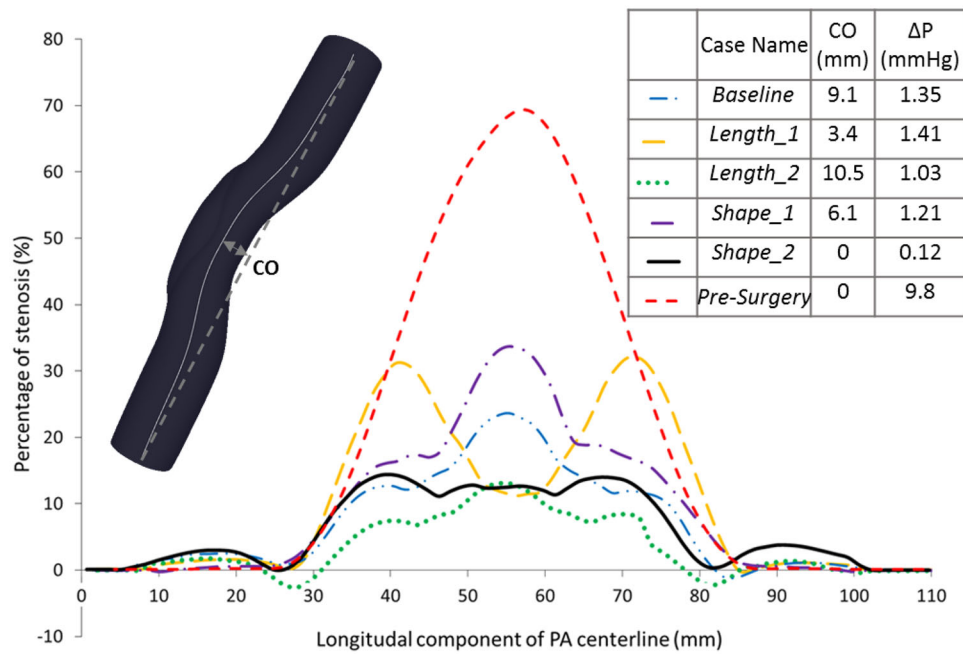 Percentage of stenosis (%)
80
70
60
50
40
30
20
10
0
-10
CO
Case Name CO (mm) ΔP (mmHg)
Baseline 9.1 1.35
Length_1 3.4 1.41
Length_2 10.5 1.03
Shape_1 6.1 1.21
Shape_2 0 0.12
Pre-Surgery 0 9.8
0 10 20 30 40 50 60 70 80 90 100 110
Longitudal component of PA centerline (mm)